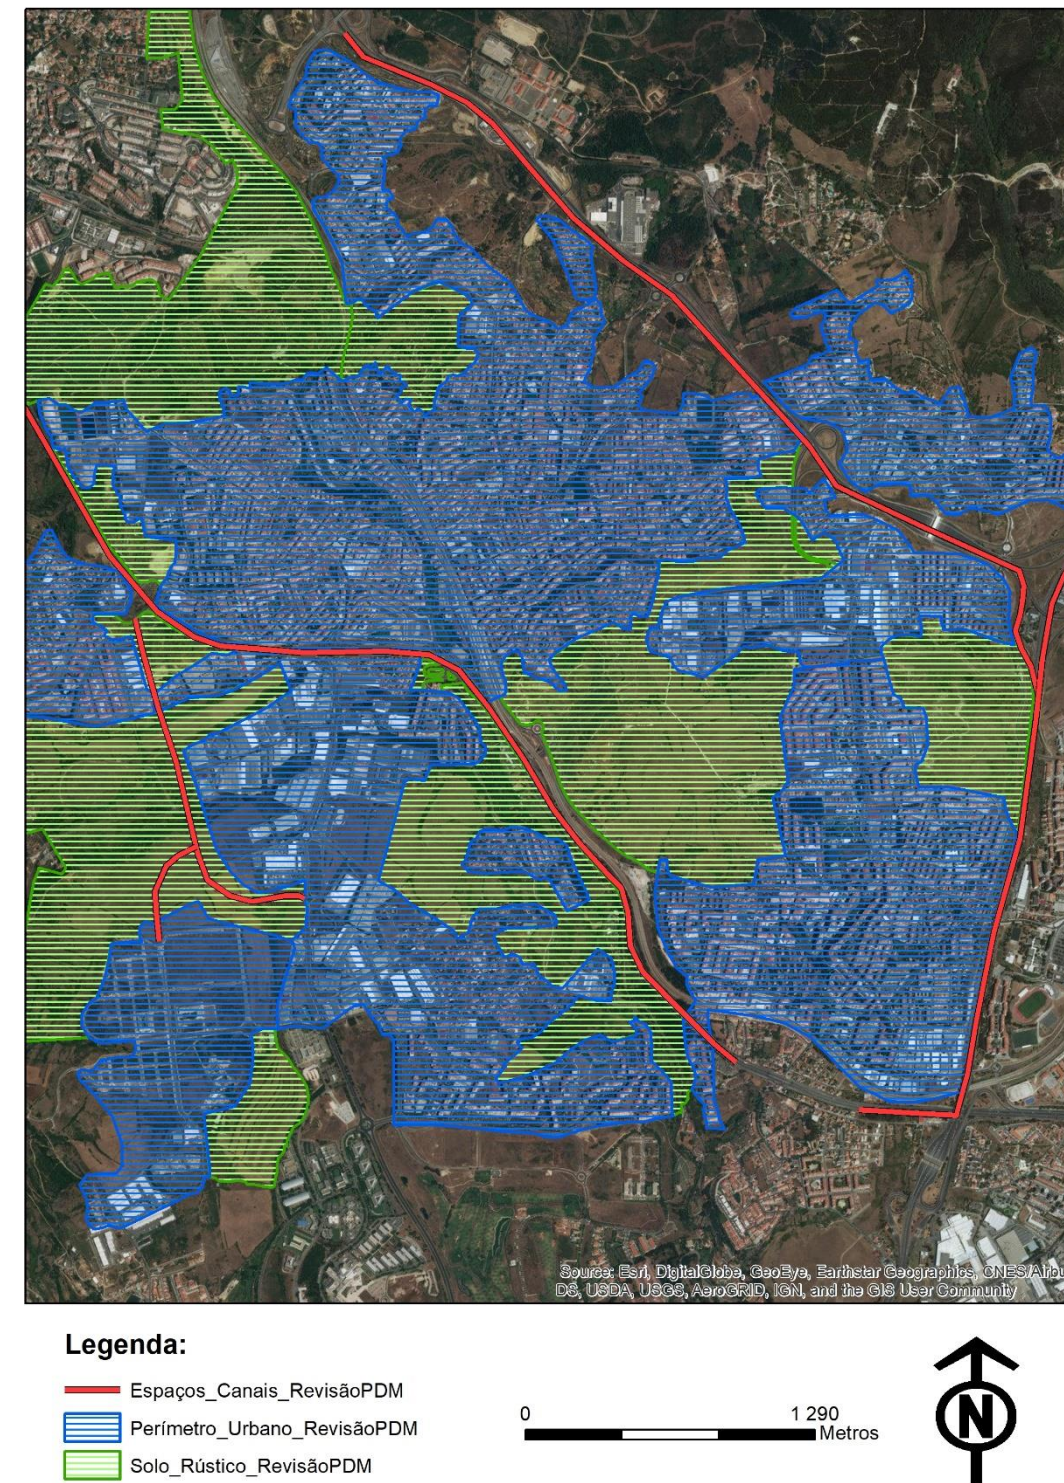 Source: Esri, DigitalGlobe, GeoEye, Earthstar Geographics, CNES/Airbu
DS, USDA, USGS, AeroGRID, IGN, and the GIS User Community
Legenda:
Espaços_Canais_RevisãoPDM
Perímetro_Urbano_RevisãoPDM
Solo_Rústico_RevisãoPDM
0 1 290
Metros
N